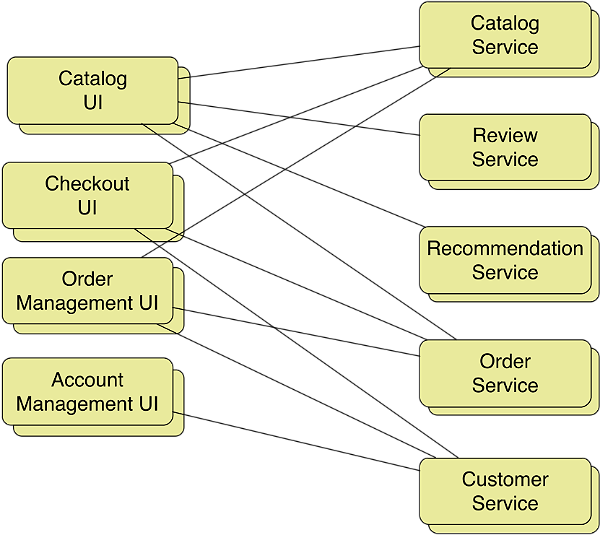 Catalog
UI
Checkout
UI
Order
Management UI
Account
Management UI
Catalog
Service
Review
Service
Recommendation
Service
Order
Service
Customer
Service